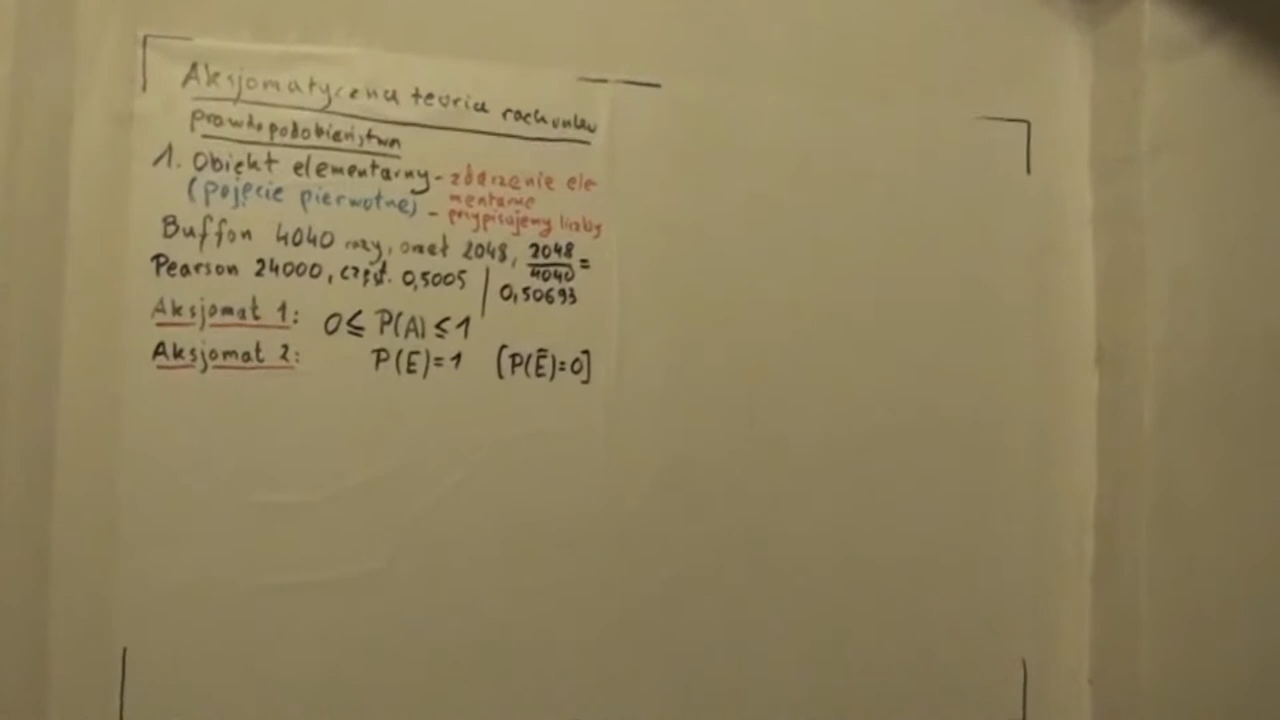 Aksjomatyczna teoria rachunku
prawdopodobieństwa
1. Obiekt elementarny - zdarzenie ele
(pojęcie pierwotne) mentarne
- przypisujemy liczby
Buffon 4040 razy, orzeł 2048, 2048/4040 =
Pearson 24000, częst. 0,5005 | 0,50693
Aksjomat 1: 0 ≤ P(A) ≤ 1
Aksjomat 2: P(E)=1 [P(Ē)=0]